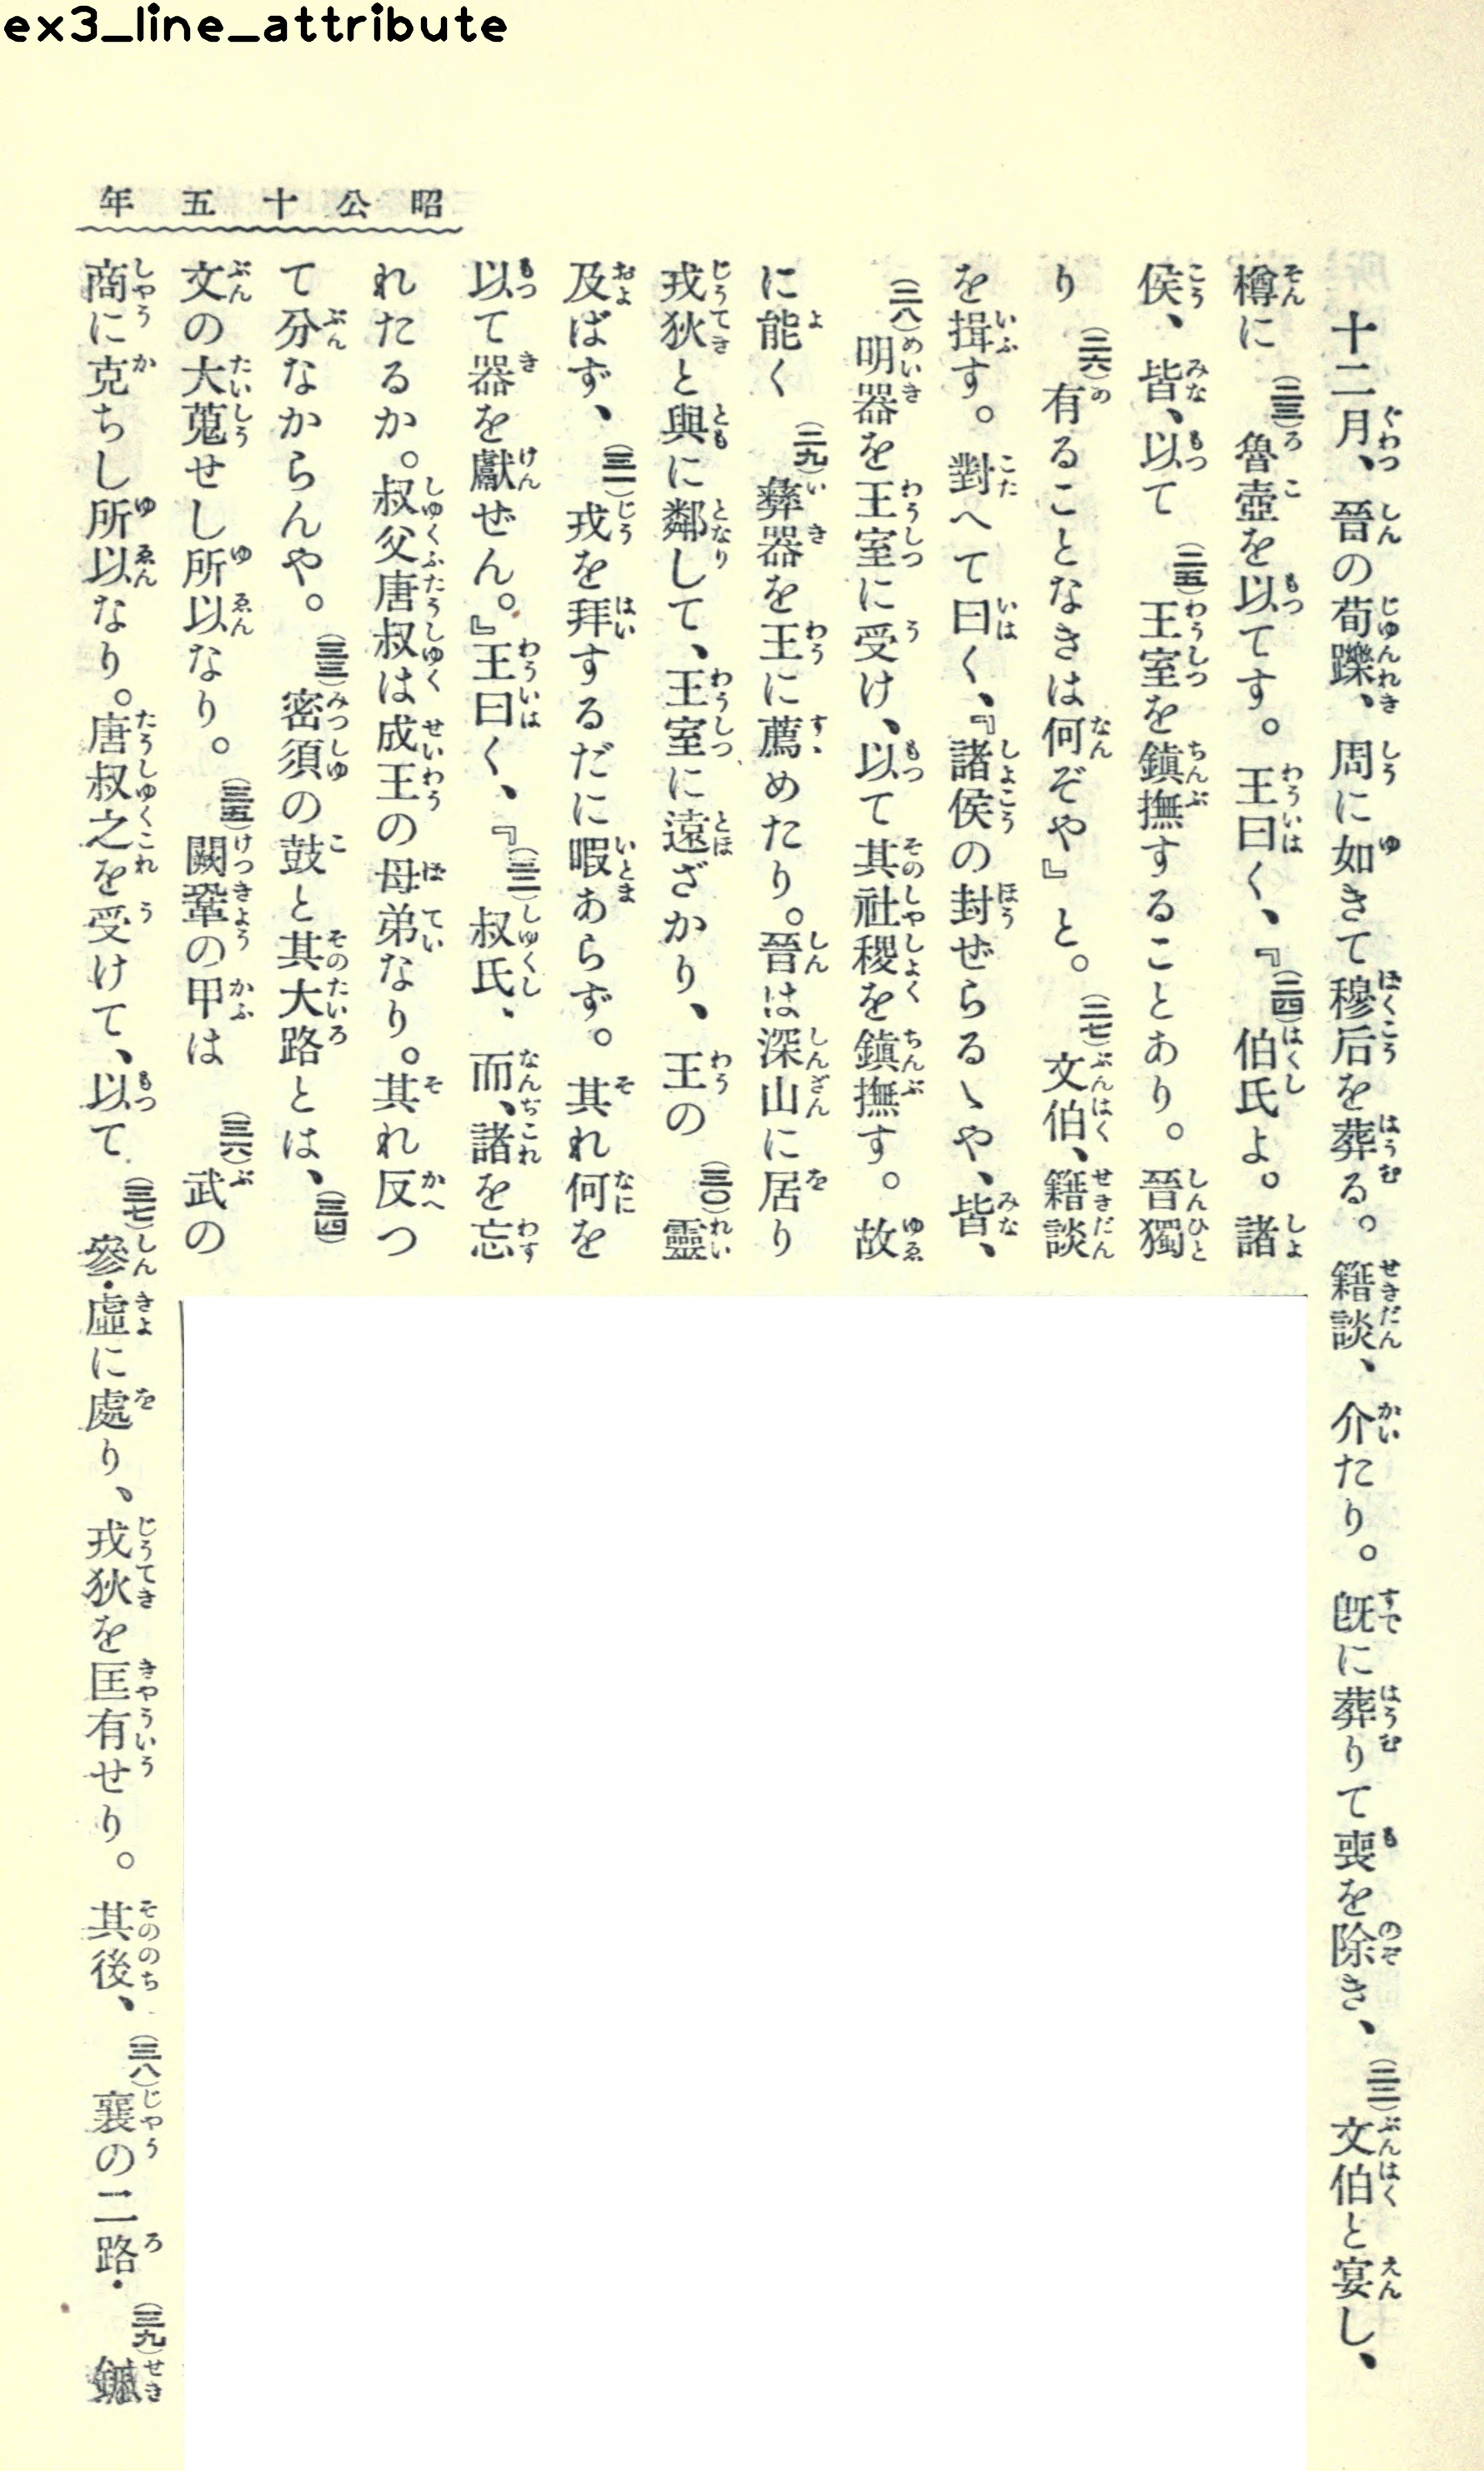 ex3_line_attribute
昭公十五年
十二月、晉の荀躒、周に如きて穆后を葬る。籍談、介たり。既に葬りて喪を除き、(二二)文伯と宴し、
樽に(二三)魯壺を以てす。王曰く、『(二四)伯氏よ。諸
侯、皆、以て(二五)王室を鎭撫することあり。晉獨
り(二六)有ることなきは何ぞや』と。(二七)文伯、籍談
を揖す。對へて曰く、『諸侯の封ぜらるゝや、皆、
(二八)明器を王室に受け、以て其社稷を鎭撫す。故
に能く(二九)彝器を王に薦めたり。晉は深山に居り
戎狄と與に鄰して、王室に遠ざかり、王の(三〇)靈
及ばず、(三一)戎を拜するだに暇あらず。其れ何を
以て器を獻ぜん。』王曰く、『(三二)叔氏、而、諸を忘
れたるか。叔父唐叔は成王の母弟なり。其れ反つ
て分なからんや。(三三)密須の鼓と其大路とは、(三四)
文の大蒐せし所以なり。(三五)闕鞏の甲は(三六)武の
商に克ちし所以なり。唐叔之を受けて、以て(三七)參・虛に處り、戎狄を匡有せり。其後、(三八)襄の二路・(三九)鏚